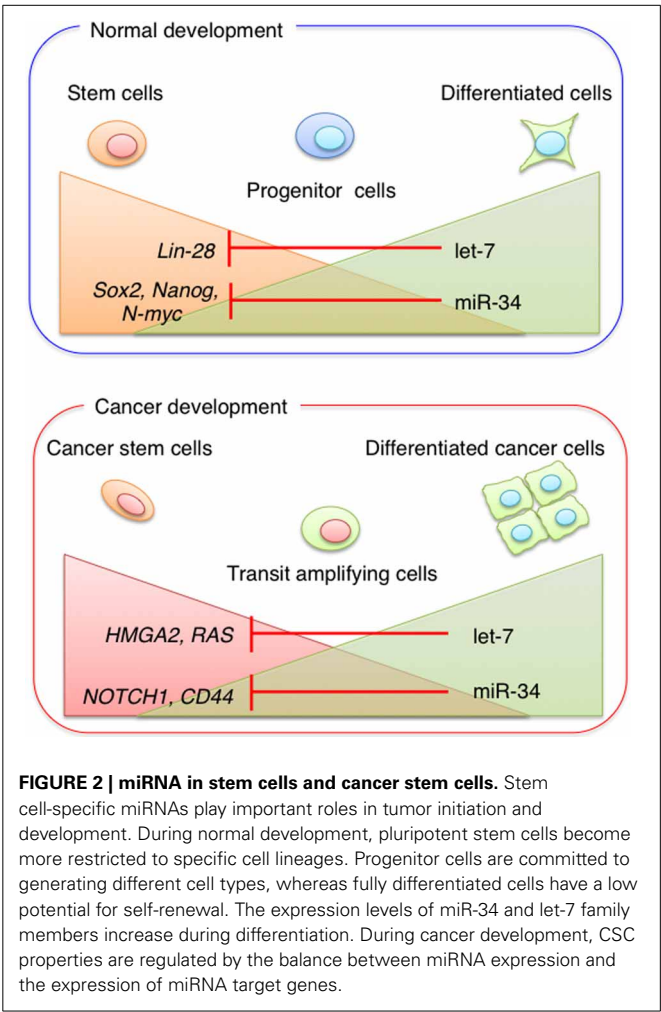 Normal development
Stem cells
Differentiated cells
Progenitor cells
Lin-28
let-7
Sox2, Nanog,
N-myc
miR-34
Cancer development
Cancer stem cells
Differentiated cancer cells
Transit amplifying cells
HMGA2, RAS
let-7
NOTCH1, CD44
miR-34
FIGURE 2 | miRNA in stem cells and cancer stem cells. Stem
cell-specific miRNAs play important roles in tumor initiation and
development. During normal development, pluripotent stem cells become
more restricted to specific cell lineages. Progenitor cells are committed to
generating different cell types, whereas fully differentiated cells have a low
potential for self-renewal. The expression levels of miR-34 and let-7 family
members increase during differentiation. During cancer development, CSC
properties are regulated by the balance between miRNA expression and
the expression of miRNA target genes.